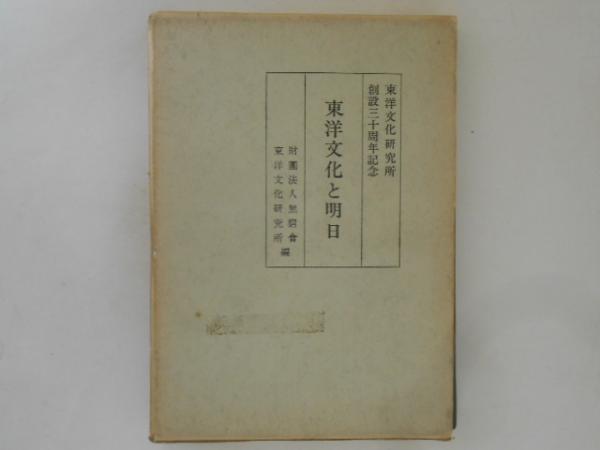 東洋文化研究所
創設三十周年記念
東洋文化と明日
財團法人無窮會
東洋文化研究所
編